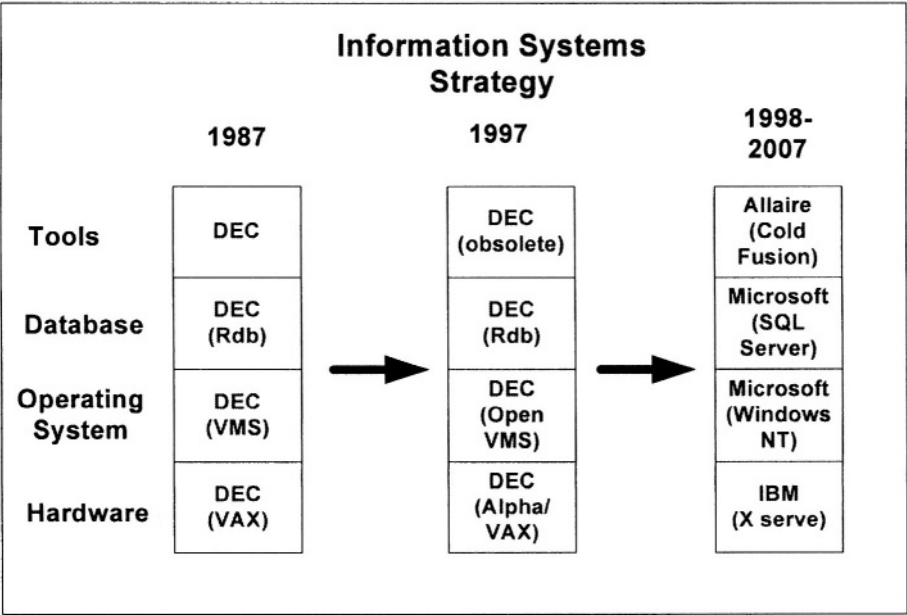 Information Systems
Strategy
1987
1997
1998-
2007
Tools
DEC
DEC
(obsolete)
Allaire
(Cold
Fusion)
Database
DEC
(Rdb)
DEC
(Rdb)
Microsoft
(SQL
Server)
Operating
System
DEC
(VMS)
DEC
(Open
VMS)
Microsoft
(Windows
NT)
Hardware
DEC
(VAX)
DEC
(Alpha/
VAX)
IBM
(X serve)